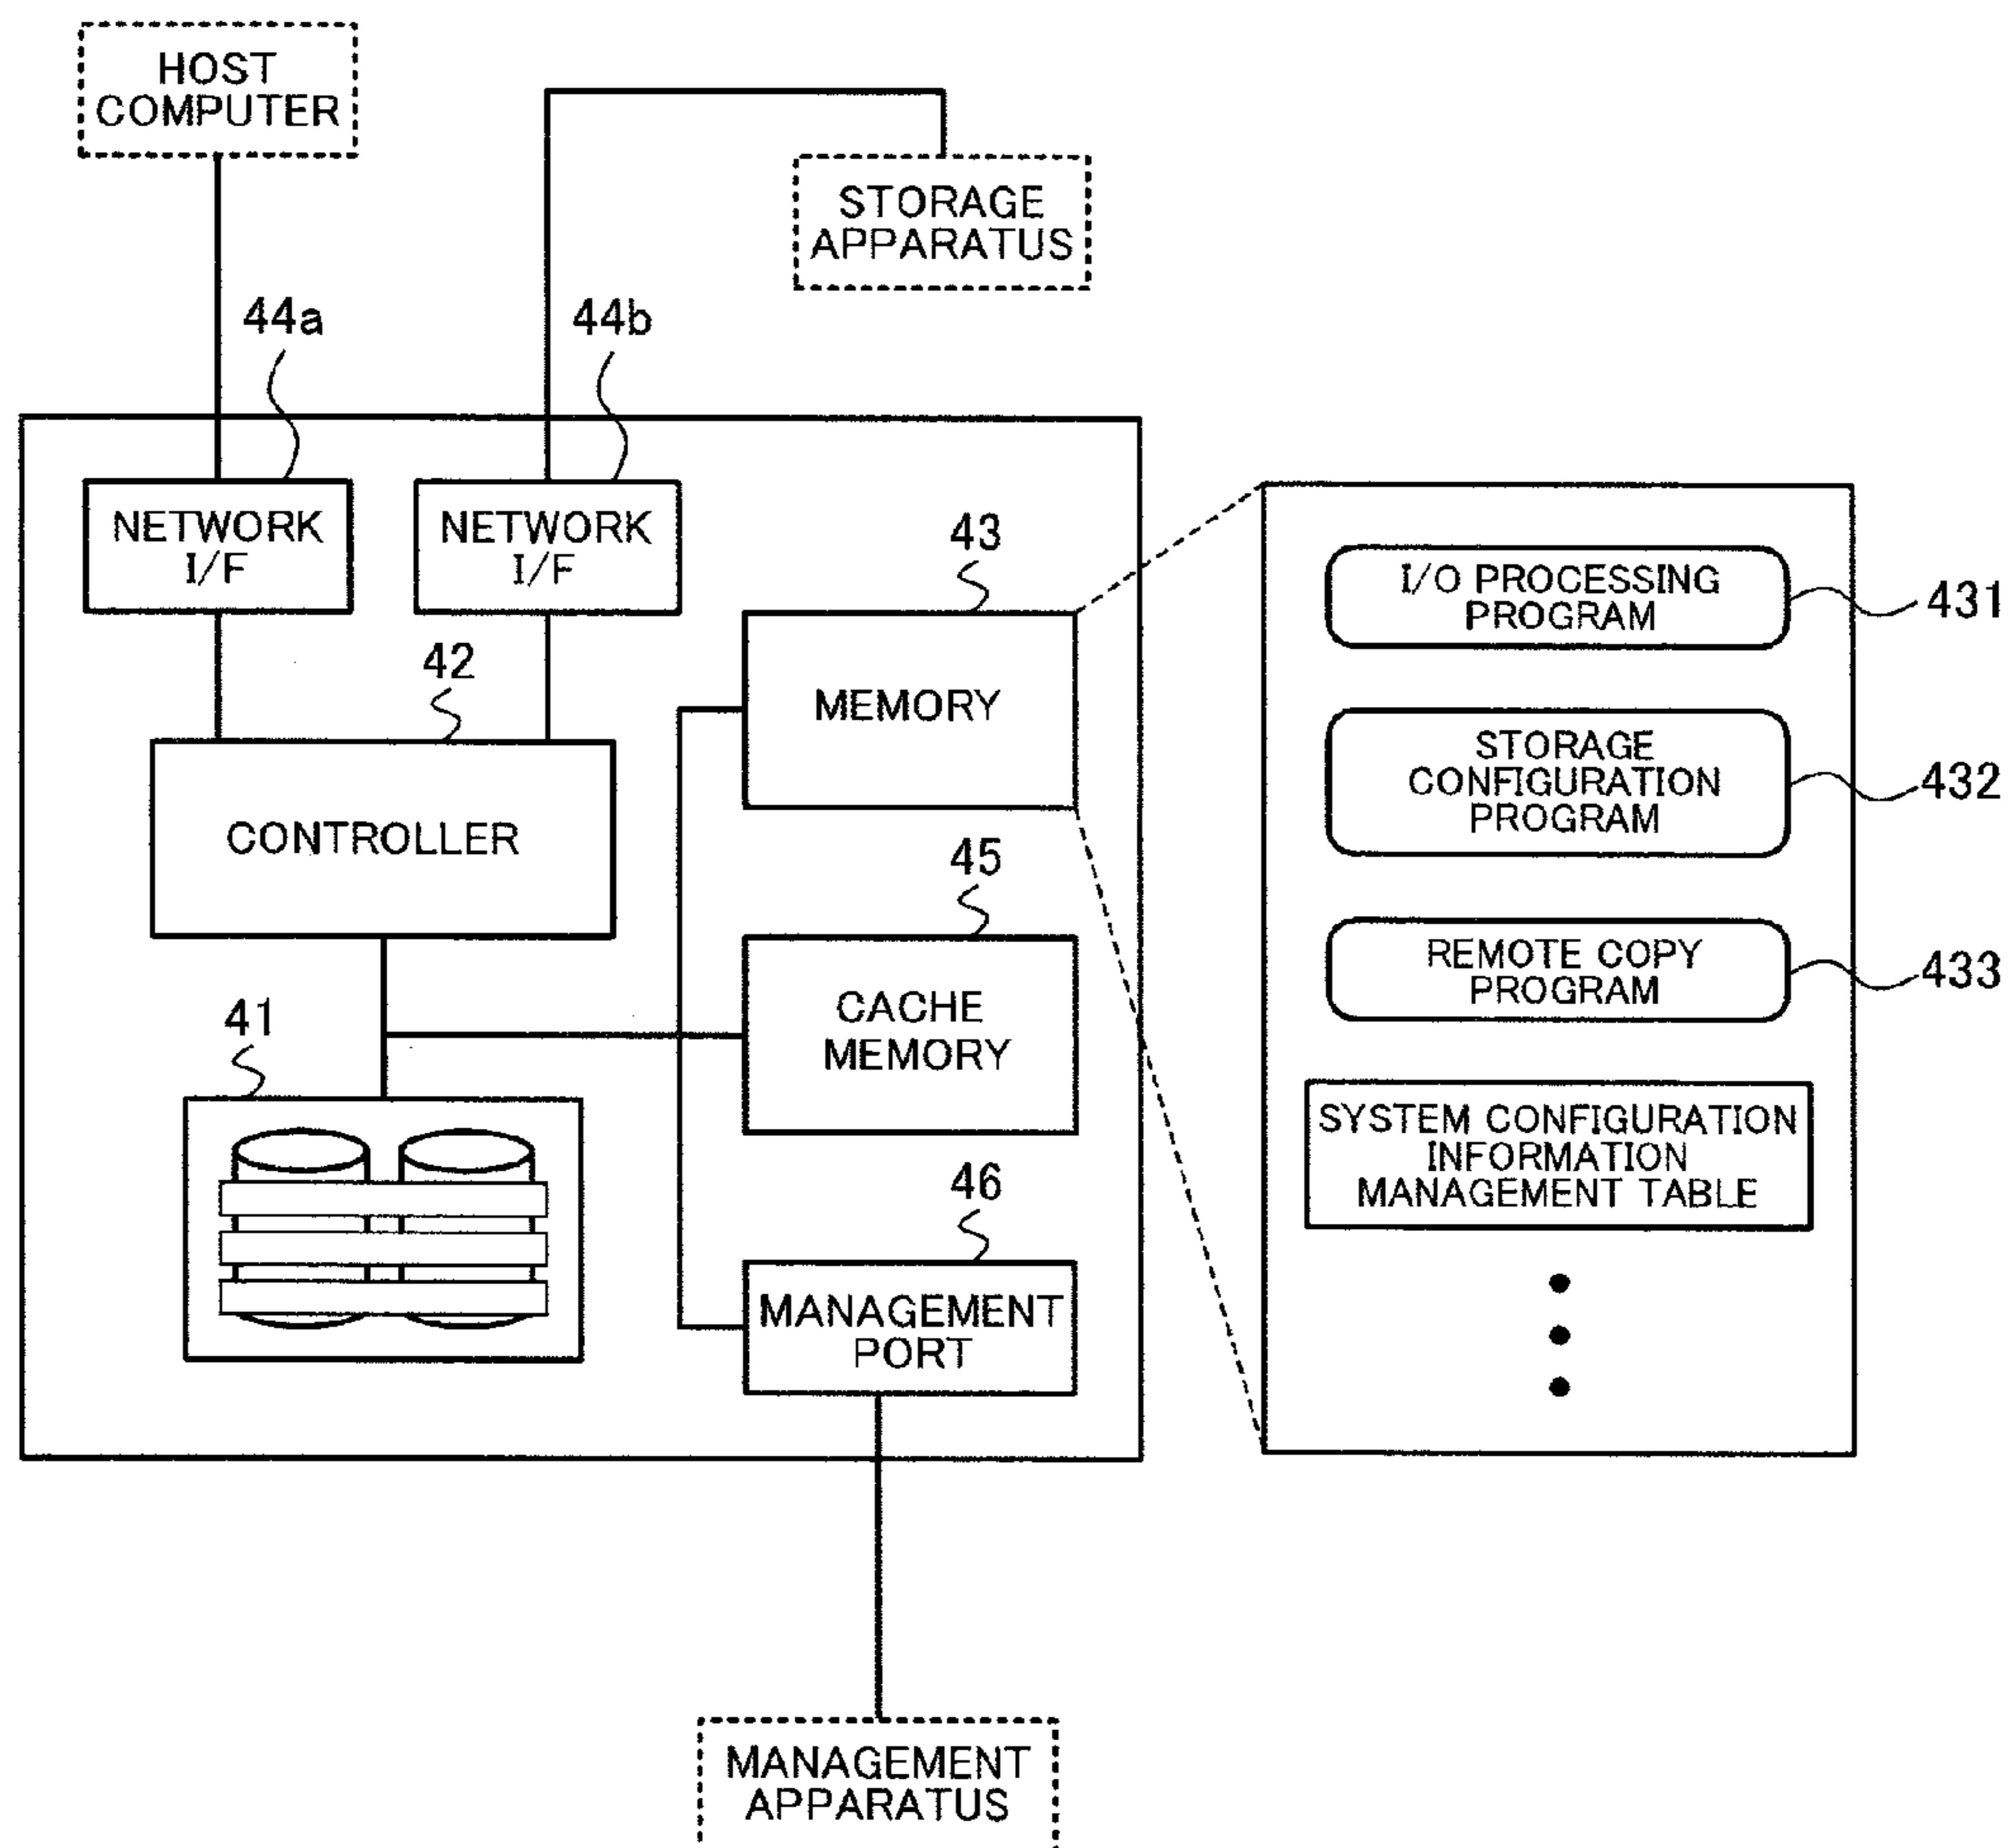 HOST
COMPUTER
STORAGE
APPARATUS
44a
44b
NETWORK
I/F
NETWORK
I/F
43
MEMORY
42
CONTROLLER
45
CACHE
MEMORY
41
46
MANAGEMENT
PORT
I/O PROCESSING
PROGRAM
431
STORAGE
CONFIGURATION
PROGRAM
432
REMOTE COPY
PROGRAM
433
SYSTEM CONFIGURATION
INFORMATION
MANAGEMENT TABLE
MANAGEMENT
APPARATUS